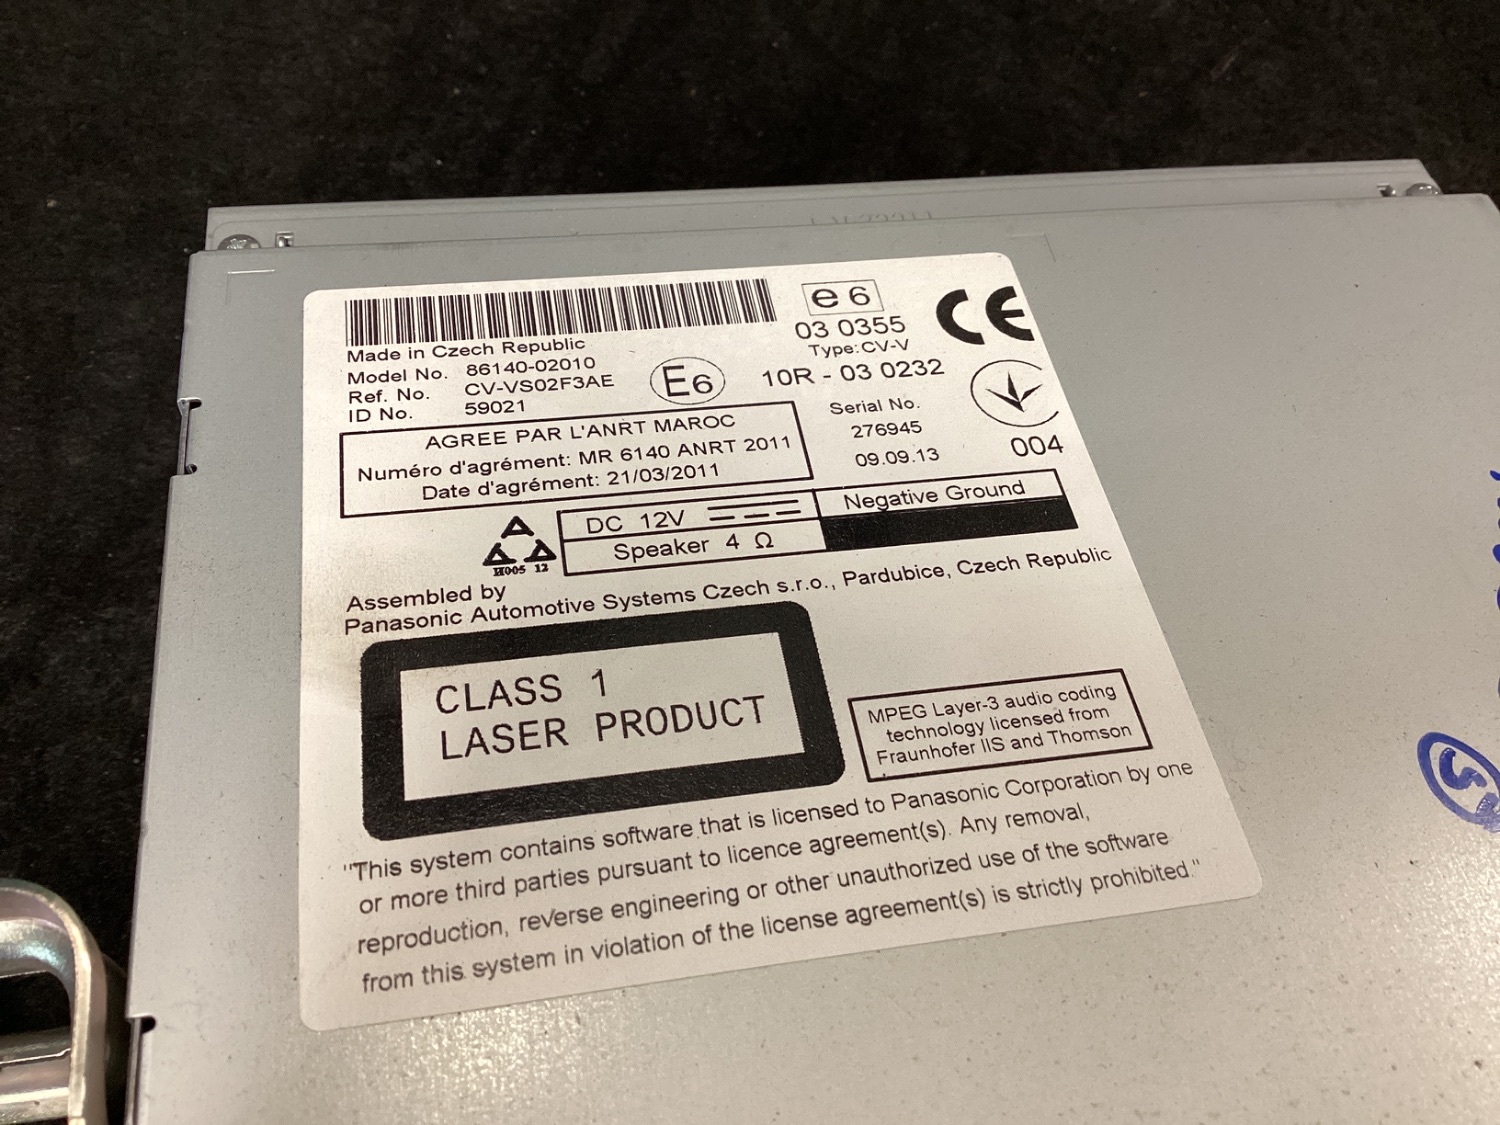 Made in Czech Republic
Model No. 86140-02010
Ref. No. CV-VS02F3AE
ID No. 59021
E6
e6
03 0355
Type:CV-V
10R - 03 0232
CE
Serial No.
276945
09.09.13
004
AGREE PAR L'ANRT MAROC
Numéro d'agrément: MR 6140 ANRT 2011
Date d'agrément: 21/03/2011
H005 12
DC 12V
Negative Ground
Speaker 4 Ω
Assembled by
Panasonic Automotive Systems Czech s.r.o., Pardubice, Czech Republic
CLASS 1
LASER PRODUCT
MPEG Layer-3 audio coding
technology licensed from
Fraunhofer IIS and Thomson
"This system contains software that is licensed to Panasonic Corporation by one
or more third parties pursuant to licence agreement(s). Any removal,
reproduction, reverse engineering or other unauthorized use of the software
from this system in violation of the license agreement(s) is strictly prohibited."